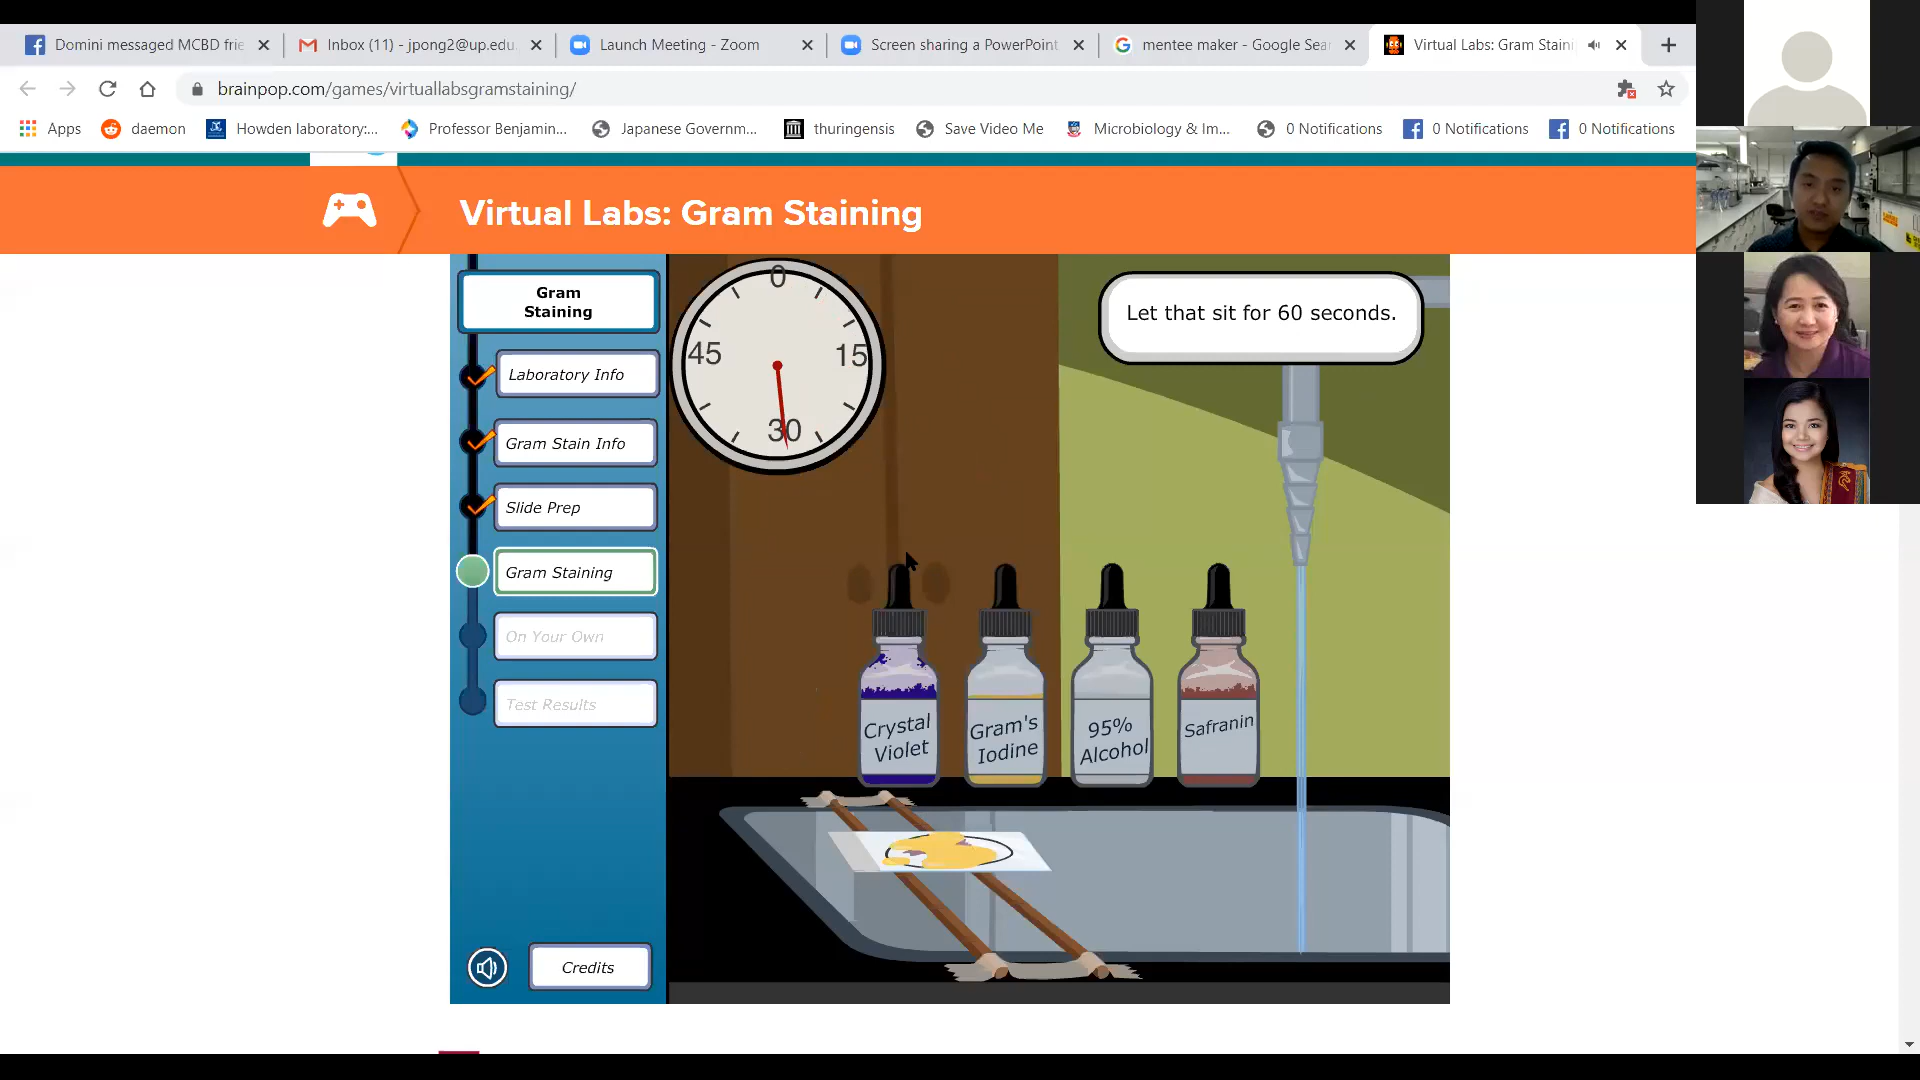 Domini messaged MCBD frie
Inbox (11) - jpong2@up.edu.
Launch Meeting - Zoom
Screen sharing a PowerPoint
mentee maker - Google Sear
Virtual Labs: Gram Staini
brainpop.com/games/virtuallabsgramstaining/
Apps
daemon
Howden laboratory:...
Professor Benjamin...
Japanese Governm...
thuringensis
Save Video Me
Microbiology & Im...
0 Notifications
0 Notifications
0 Notifications
Virtual Labs: Gram Staining
Gram
Staining
Laboratory Info
Gram Stain Info
Slide Prep
Gram Staining
On Your Own
Test Results
Credits
0
15
30
45
Let that sit for 60 seconds.
Crystal
Violet
Gram's
Iodine
95%
Alcohol
Safranin